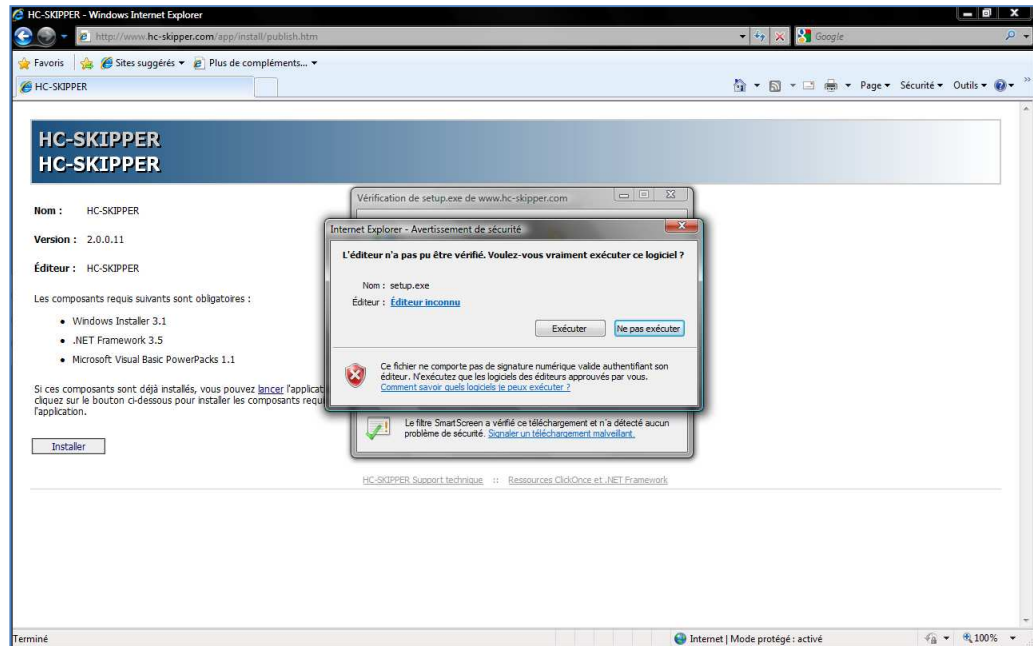 HC-SKIPPER - Windows Internet Explorer
http://www.hc-skipper.com/app/install/publish.htm
Google
Favoris
Sites suggérés
Plus de compléments...
HC-SKIPPER
Page
Sécurité
Outils
HC-SKIPPER
HC-SKIPPER
Nom : HC-SKIPPER
Version : 2.0.0.11
Éditeur : HC-SKIPPER
Les composants requis suivants sont obligatoires :
• Windows Installer 3.1
• .NET Framework 3.5
• Microsoft Visual Basic PowerPacks 1.1
Si ces composants sont déjà installés, vous pouvez lancer l'applicat
cliquez sur le bouton ci-dessous pour installer les composants requi
l'application.
Installer
Vérification de setup.exe de www.hc-skipper.com
Internet Explorer - Avertissement de sécurité
L'éditeur n'a pas pu être vérifié. Voulez-vous vraiment exécuter ce logiciel ?
Nom : setup.exe
Éditeur : Éditeur inconnu
Exécuter
Ne pas exécuter
Ce fichier ne comporte pas de signature numérique valide authentifiant son
éditeur. N'exécutez que les logiciels des éditeurs approuvés par vous.
Comment savoir quels logiciels je peux exécuter ?
Le filtre SmartScreen a vérifié ce téléchargement et n'a détecté aucun
problème de sécurité. Signaler un téléchargement malveillant.
HC-SKIPPER Support technique :: Ressources ClickOnce et .NET Framework
Terminé
Internet | Mode protégé : activé
100%